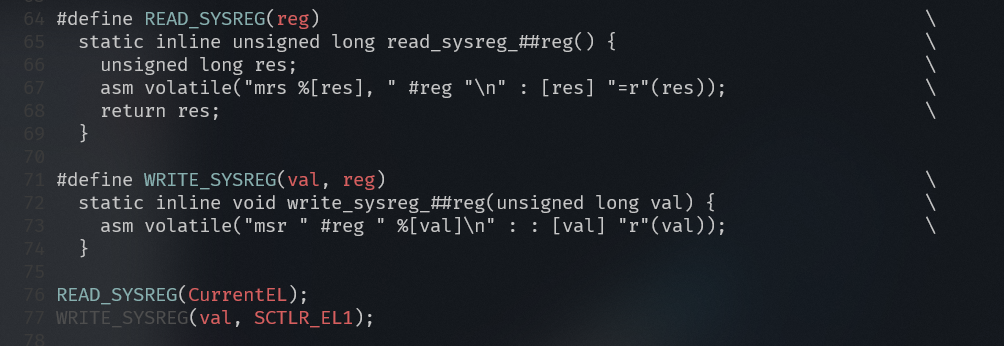 64 #define READ_SYSREG(reg) \
65 static inline unsigned long read_sysreg_##reg() { \
66 unsigned long res; \
67 asm volatile("mrs %[res], " #reg "\n" : [res] "=r"(res)); \
68 return res; \
69 }
70
71 #define WRITE_SYSREG(val, reg) \
72 static inline void write_sysreg_##reg(unsigned long val) { \
73 asm volatile("msr " #reg " %[val]\n" : : [val] "r"(val)); \
74 }
75
76 READ_SYSREG(CurrentEL);
77 WRITE_SYSREG(val, SCTLR_EL1);
78